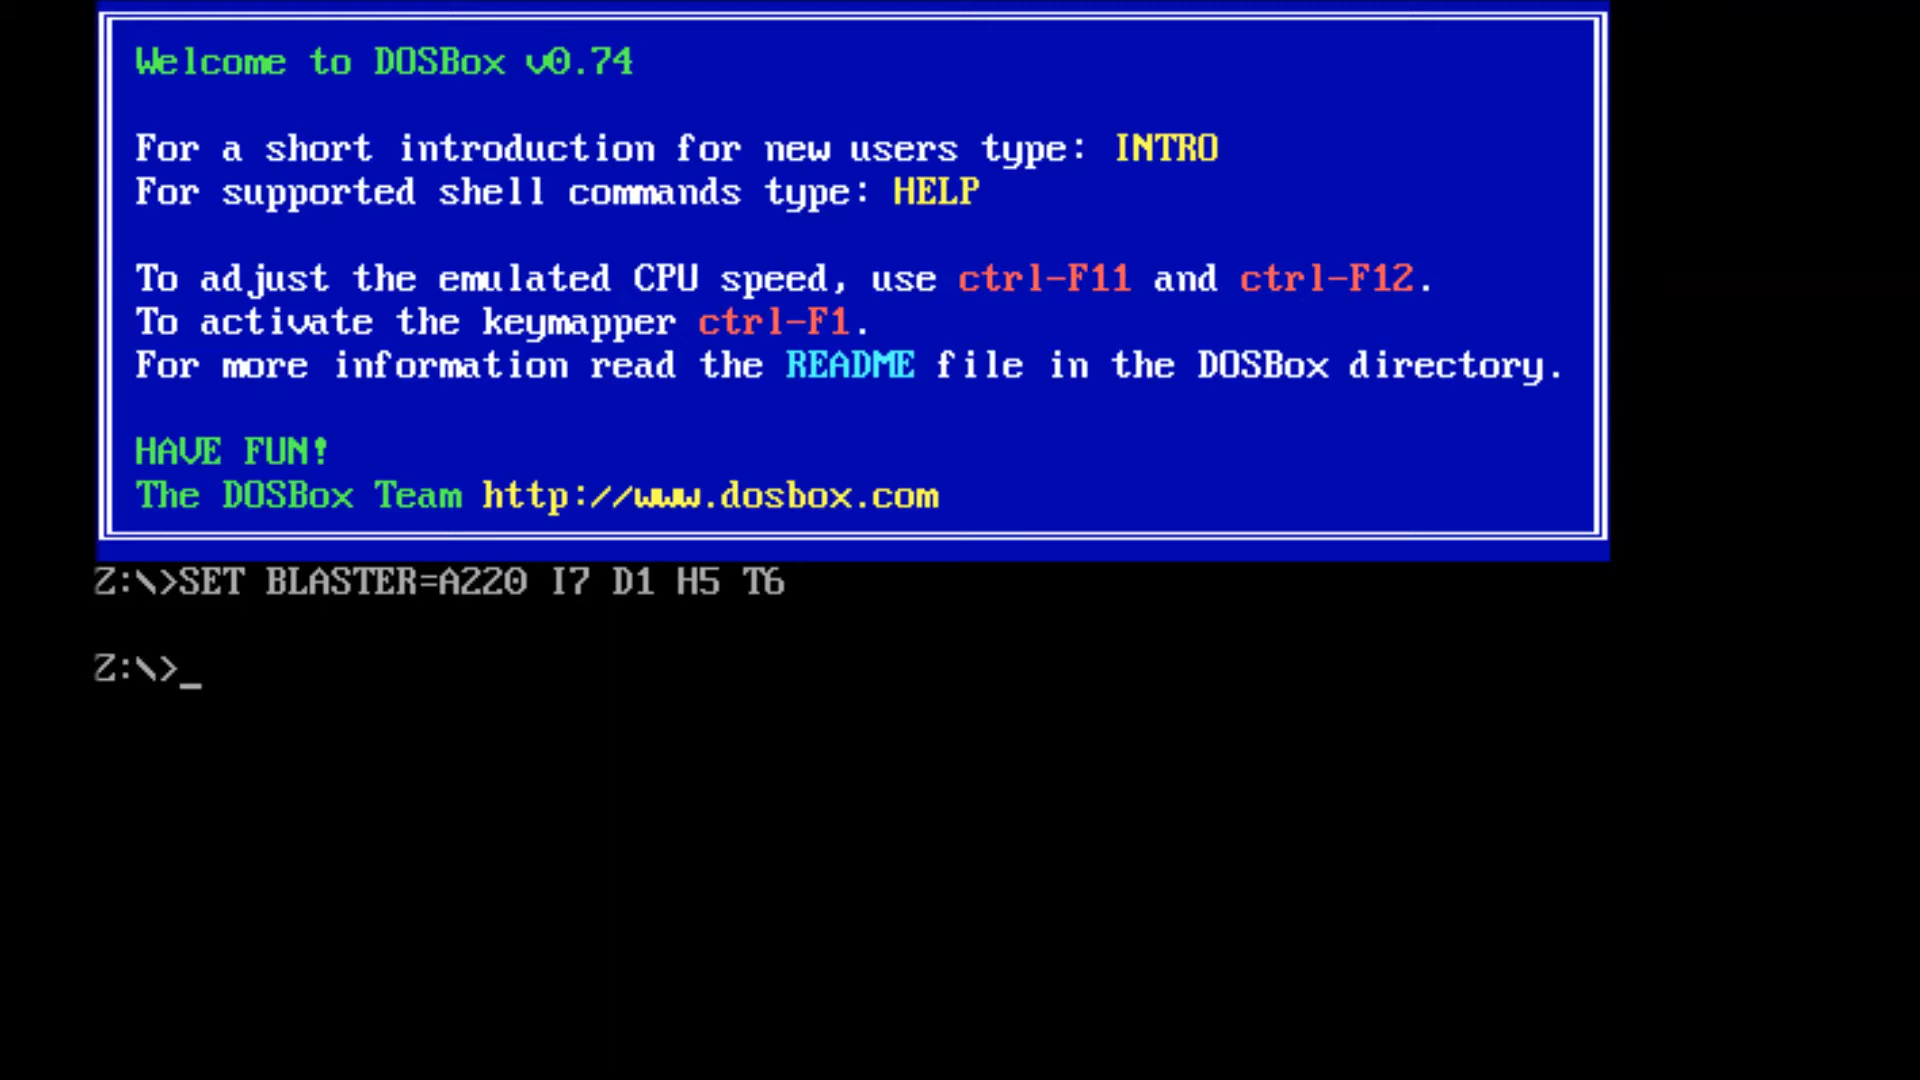 Welcome to DOSBox v0.74
For a short introduction for new users type: INTRO
For supported shell commands type: HELP
To adjust the emulated CPU speed, use ctrl-F11 and ctrl-F12.
To activate the keymapper ctrl-F1.
For more information read the README file in the DOSBox directory.
HAVE FUN!
The DOSBox Team http://www.dosbox.com
Z:\>SET BLASTER=A220 I7 D1 H5 T6
Z:\>_